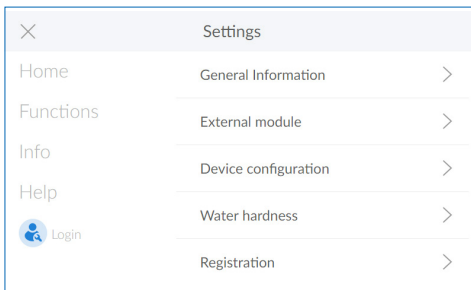 Settings
Home
Functions
Info
Help
Login
General Information
External module
Device configuration
Water hardness
Registration